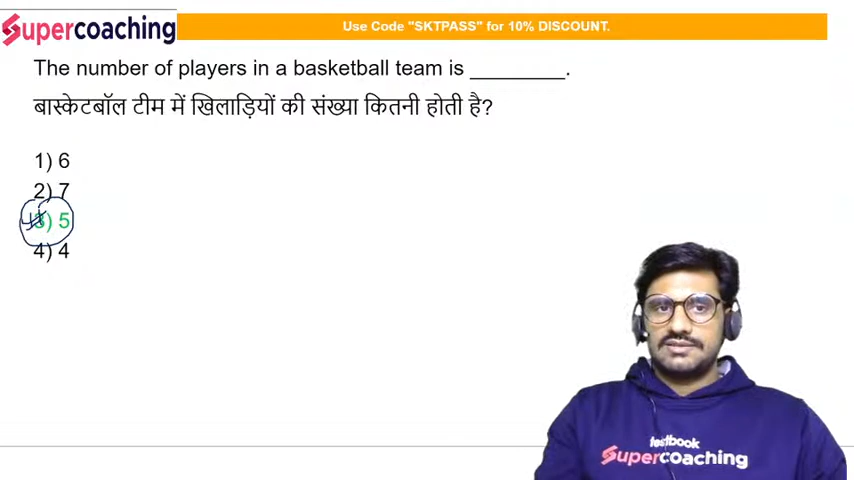 Supercoaching
Use Code "SKTPASS" for 10% DISCOUNT.
The number of players in a basketball team is _________.
बास्केटबॉल टीम में खिलाड़ियों की संख्या कितनी होती है?
1) 6
2) 7
3) 5
4) 4
testbook
Supercoaching